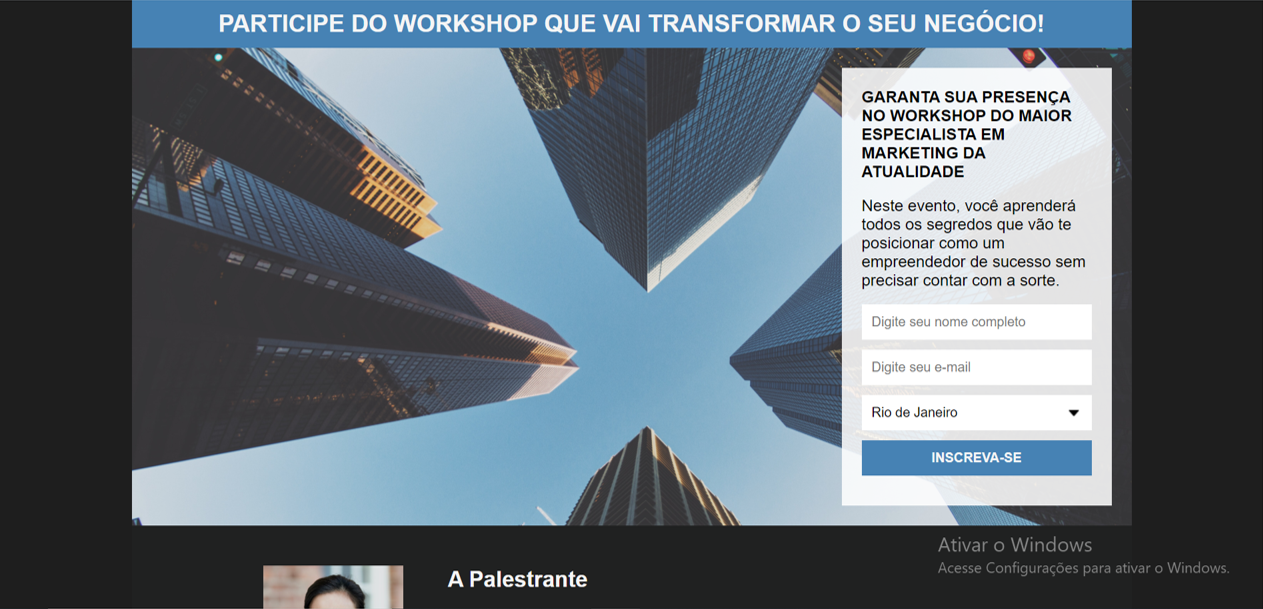 PARTICIPE DO WORKSHOP QUE VAI TRANSFORMAR O SEU NEGÓCIO!
GARANTA SUA PRESENÇA
NO WORKSHOP DO MAIOR
ESPECIALISTA EM
MARKETING DA
ATUALIDADE
Neste evento, você aprenderá
todos os segredos que vão te
posicionar como um
empreendedor de sucesso sem
precisar contar com a sorte.
Digite seu nome completo
Digite seu e-mail
Rio de Janeiro
INSCREVA-SE
Ativar o Windows
Acesse Configurações para ativar o Windows.
A Palestrante